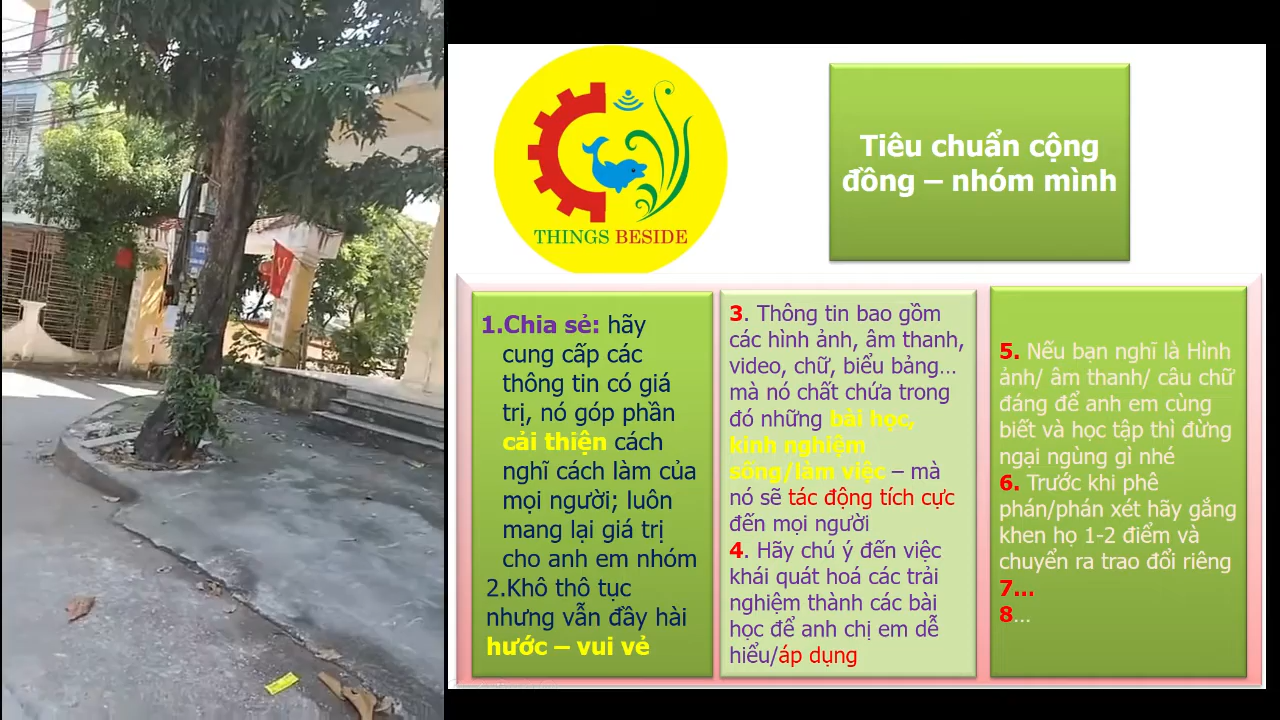 THINGS BESIDE
Tiêu chuẩn cộng
đồng – nhóm mình
1.Chia sẻ: hãy
cung cấp các
thông tin có giá
trị, nó góp phần
cải thiện cách
nghĩ cách làm của
mọi người; luôn
mang lại giá trị
cho anh em nhóm
2.Khô thô tục
nhưng vẫn đầy hài
hước – vui vẻ
3. Thông tin bao gồm
các hình ảnh, âm thanh,
video, chữ, biểu bảng...
mà nó chất chứa trong
đó những bài học,
kinh nghiệm
sống/làm việc – mà
nó sẽ tác động tích cực
đến mọi người
4. Hãy chú ý đến việc
khái quát hoá các trải
nghiệm thành các bài
học để anh chị em dễ
hiểu/áp dụng
5. Nếu bạn nghĩ là Hình
ảnh/ âm thanh/ câu chữ
đáng để anh em cùng
biết và học tập thì đừng
ngại ngùng gì nhé
6. Trước khi phê
phán/phán xét hãy gắng
khen họ 1-2 điểm và
chuyển ra trao đổi riêng
7...
8...